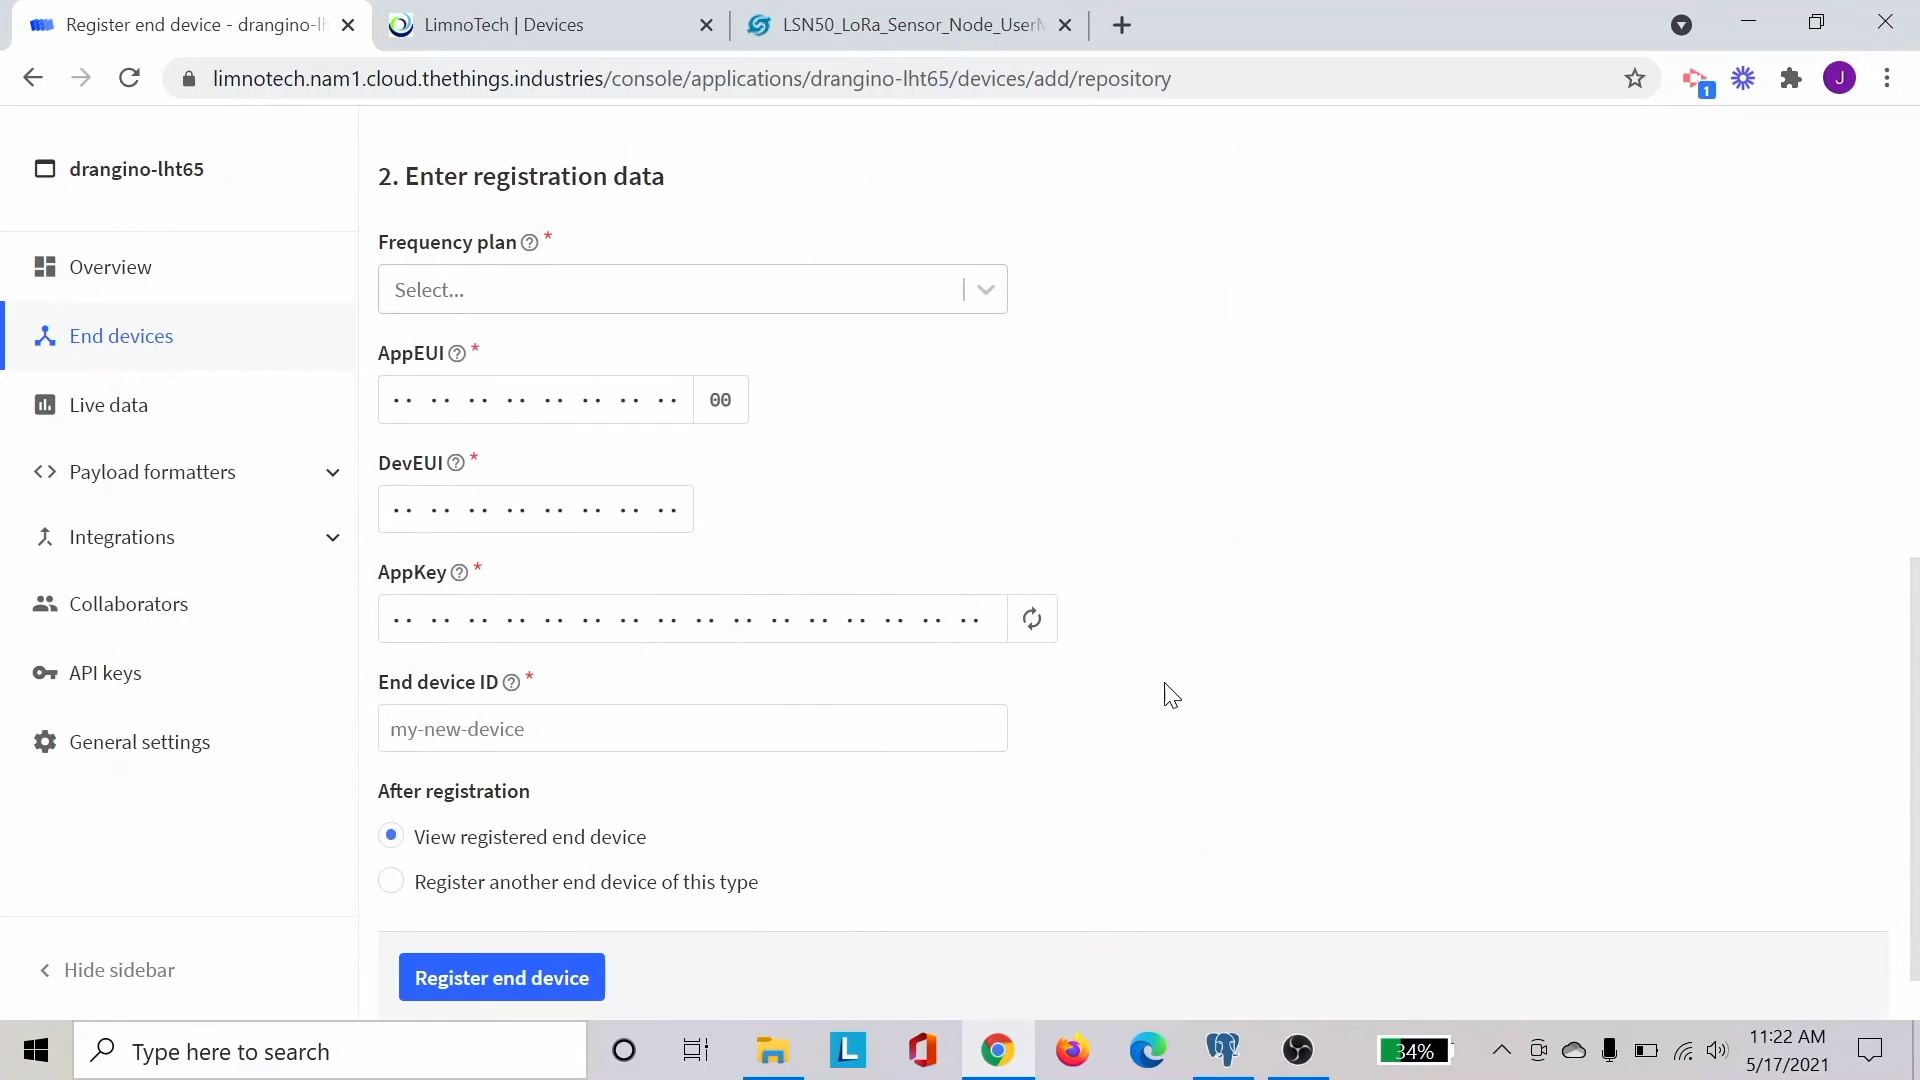 Register end device - drangino-lh
LimnoTech | Devices
LSN50_LoRa_Sensor_Node_UserM
limnotech.nam1.cloud.thethings.industries/console/applications/drangino-lht65/devices/add/repository
1
J
drangino-lht65
Overview
End devices
Live data
Payload formatters
Integrations
Collaborators
API keys
General settings
Hide sidebar
2. Enter registration data
Frequency plan *
Select...
AppEUI *
00
DevEUI *
AppKey *
End device ID *
my-new-device
After registration
View registered end device
Register another end device of this type
Register end device
Type here to search
L
34%
11:22 AM
5/17/2021